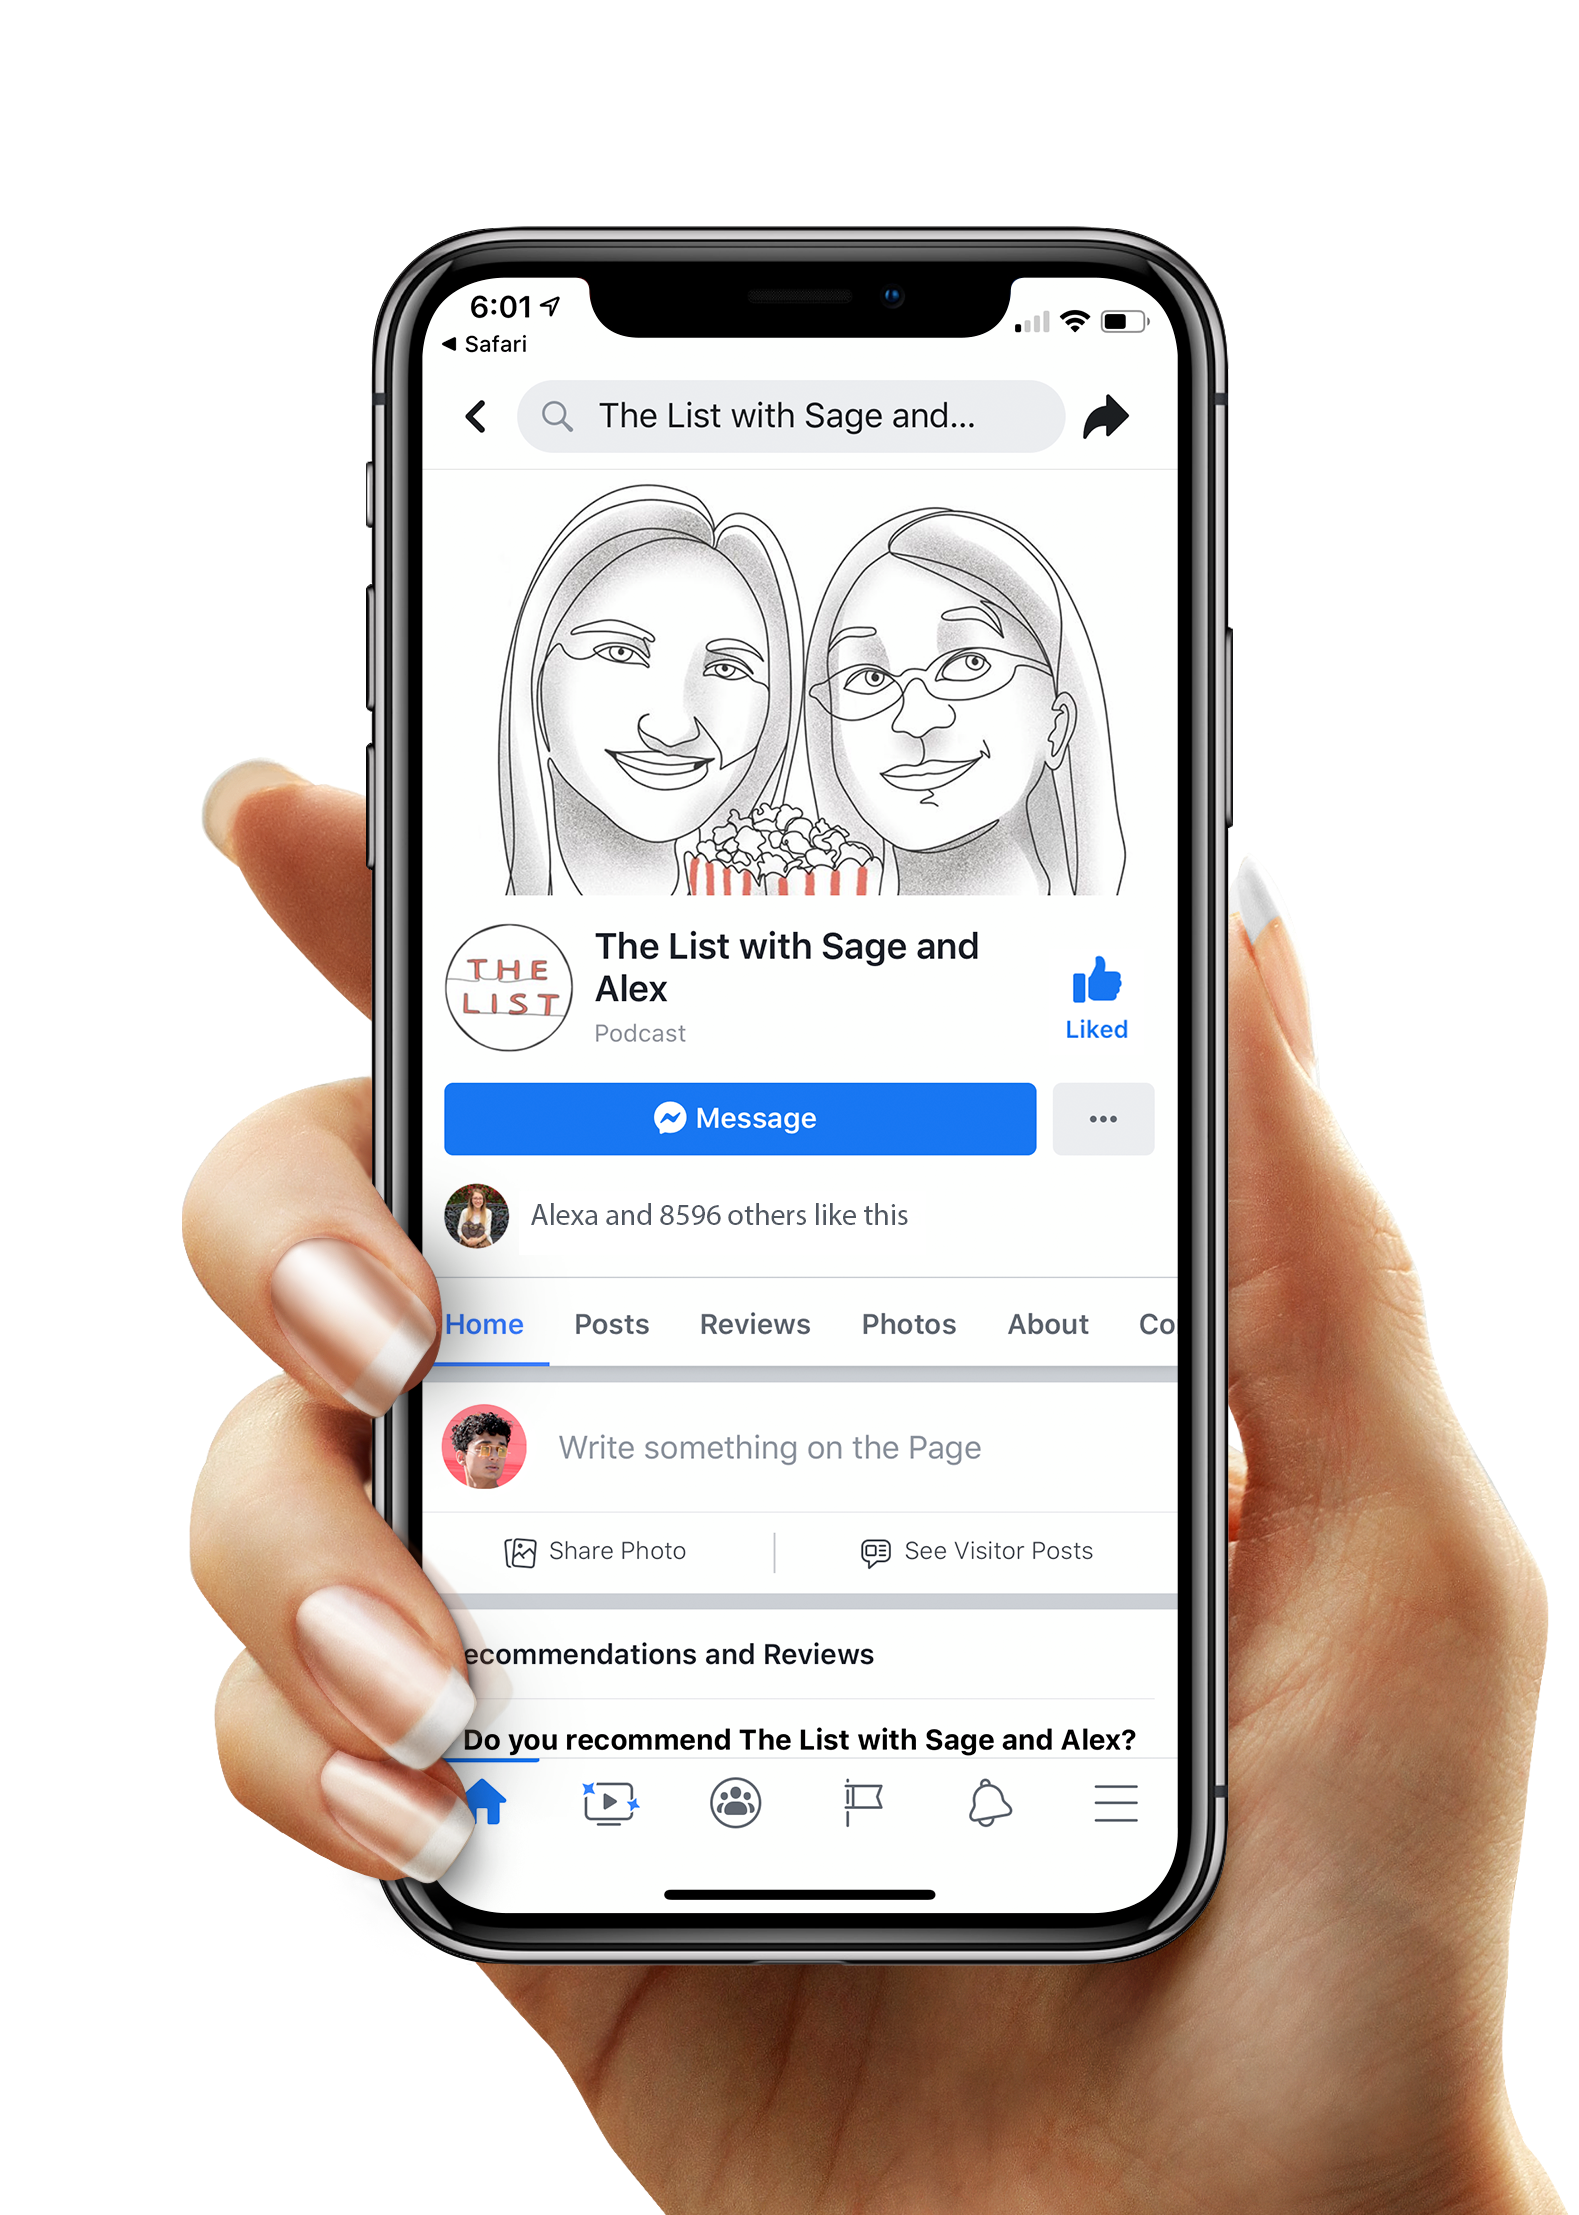 6:01
Safari
The List with Sage and...
THE
LIST
The List with Sage and
Alex
Podcast
Liked
Message
Alexa and 8596 others like this
Home Posts Reviews Photos About Co
Write something on the Page
Share Photo See Visitor Posts
ecommendations and Reviews
Do you recommend The List with Sage and Alex?